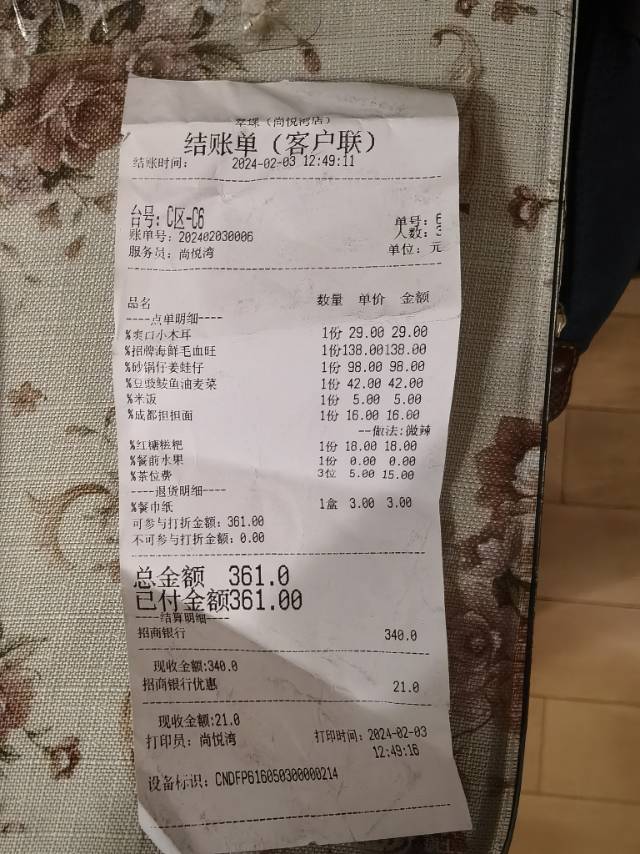 (尚悦湾店)
结账单(客户联)
结账时间: 2024-02-03 12:49:11
台号: C区-C6 单号: 6
账单号: 202402030006 人数: 3
服务员: 尚悦湾 单位: 元
品名 数量 单价 金额
----点单明细----
%爽口小木耳 1份 29.00 29.00
%招牌海鲜毛血旺 1份 138.00 138.00
%砂锅仔姜蛙仔 1份 98.00 98.00
%豆豉鲮鱼油麦菜 1份 42.00 42.00
%米饭 1份 5.00 5.00
%成都担担面 1份 16.00 16.00
--做法:微辣
%红糖糍粑 1份 18.00 18.00
%餐前水果 1份 0.00 0.00
%茶位费 3位 5.00 15.00
----退货明细----
%餐巾纸 1盒 3.00 3.00
可参与打折金额: 361.00
不可参与打折金额: 0.00
总金额 361.0
已付金额361.00
----结算明细----
招商银行 340.0
现收金额:340.0
招商银行优惠 21.0
现收金额:21.0
打印员: 尚悦湾 打印时间: 2024-02-03
12:49:16
设备标识: CNDFP616050300000214